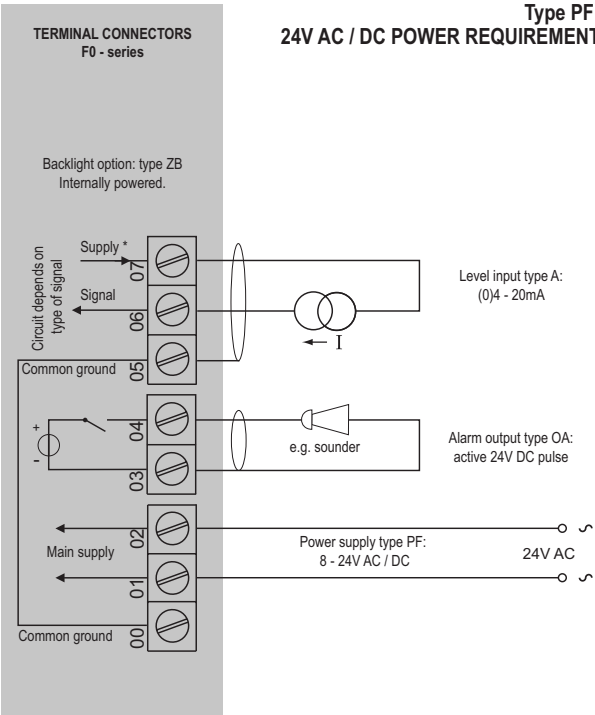 Type PF
24V AC / DC POWER REQUIREMENT
TERMINAL CONNECTORS
F0 - series
Backlight option: type ZB
Internally powered.
Circuit depends on
type of signal
Supply *
07
Signal
06
Common ground
05
Level input type A:
(0)4 - 20mA
I
+
-
04
03
e.g. sounder
Alarm output type OA:
active 24V DC pulse
02
Main supply
01
Power supply type PF:
8 - 24V AC / DC
24V AC
Common ground
00